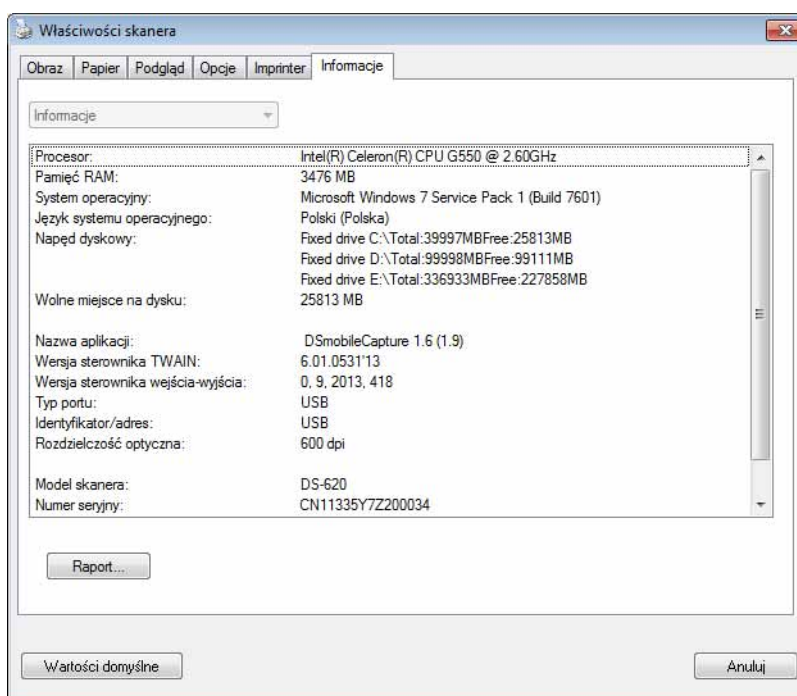 Właściwości skanera
Obraz Papier Podgląd Opcje Imprinter Informacje
Informacje
Procesor: Intel(R) Celeron(R) CPU G550 @ 2.60GHz
Pamięć RAM: 3476 MB
System operacyjny: Microsoft Windows 7 Service Pack 1 (Build 7601)
Język systemu operacyjnego: Polski (Polska)
Napęd dyskowy: Fixed drive C:\Total:39997MBFree:25813MB
Fixed drive D:\Total:99998MBFree:99111MB
Fixed drive E:\Total:336933MBFree:227858MB
Wolne miejsce na dysku: 25813 MB
Nazwa aplikacji: DSmobileCapture 1.6 (1.9)
Wersja sterownika TWAIN: 6.01.0531'13
Wersja sterownika wejścia-wyjścia: 0, 9, 2013, 418
Typ portu: USB
Identyfikator/adres: USB
Rozdzielczość optyczna: 600 dpi
Model skanera: DS-620
Numer seryjny: CN11335Y7Z200034
Raport...
Wartości domyślne Anuluj